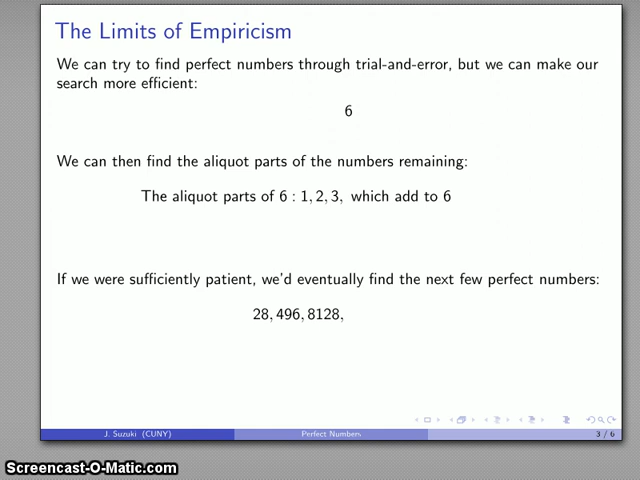 The Limits of Empiricism
We can try to find perfect numbers through trial-and-error, but we can make our
search more efficient:
6
We can then find the aliquot parts of the numbers remaining:
The aliquot parts of 6 : 1, 2, 3, which add to 6
If we were sufficiently patient, we'd eventually find the next few perfect numbers:
28, 496, 8128,
J. Suzuki (CUNY) Perfect Numbers 3 / 6
Screencast-O-Matic.com